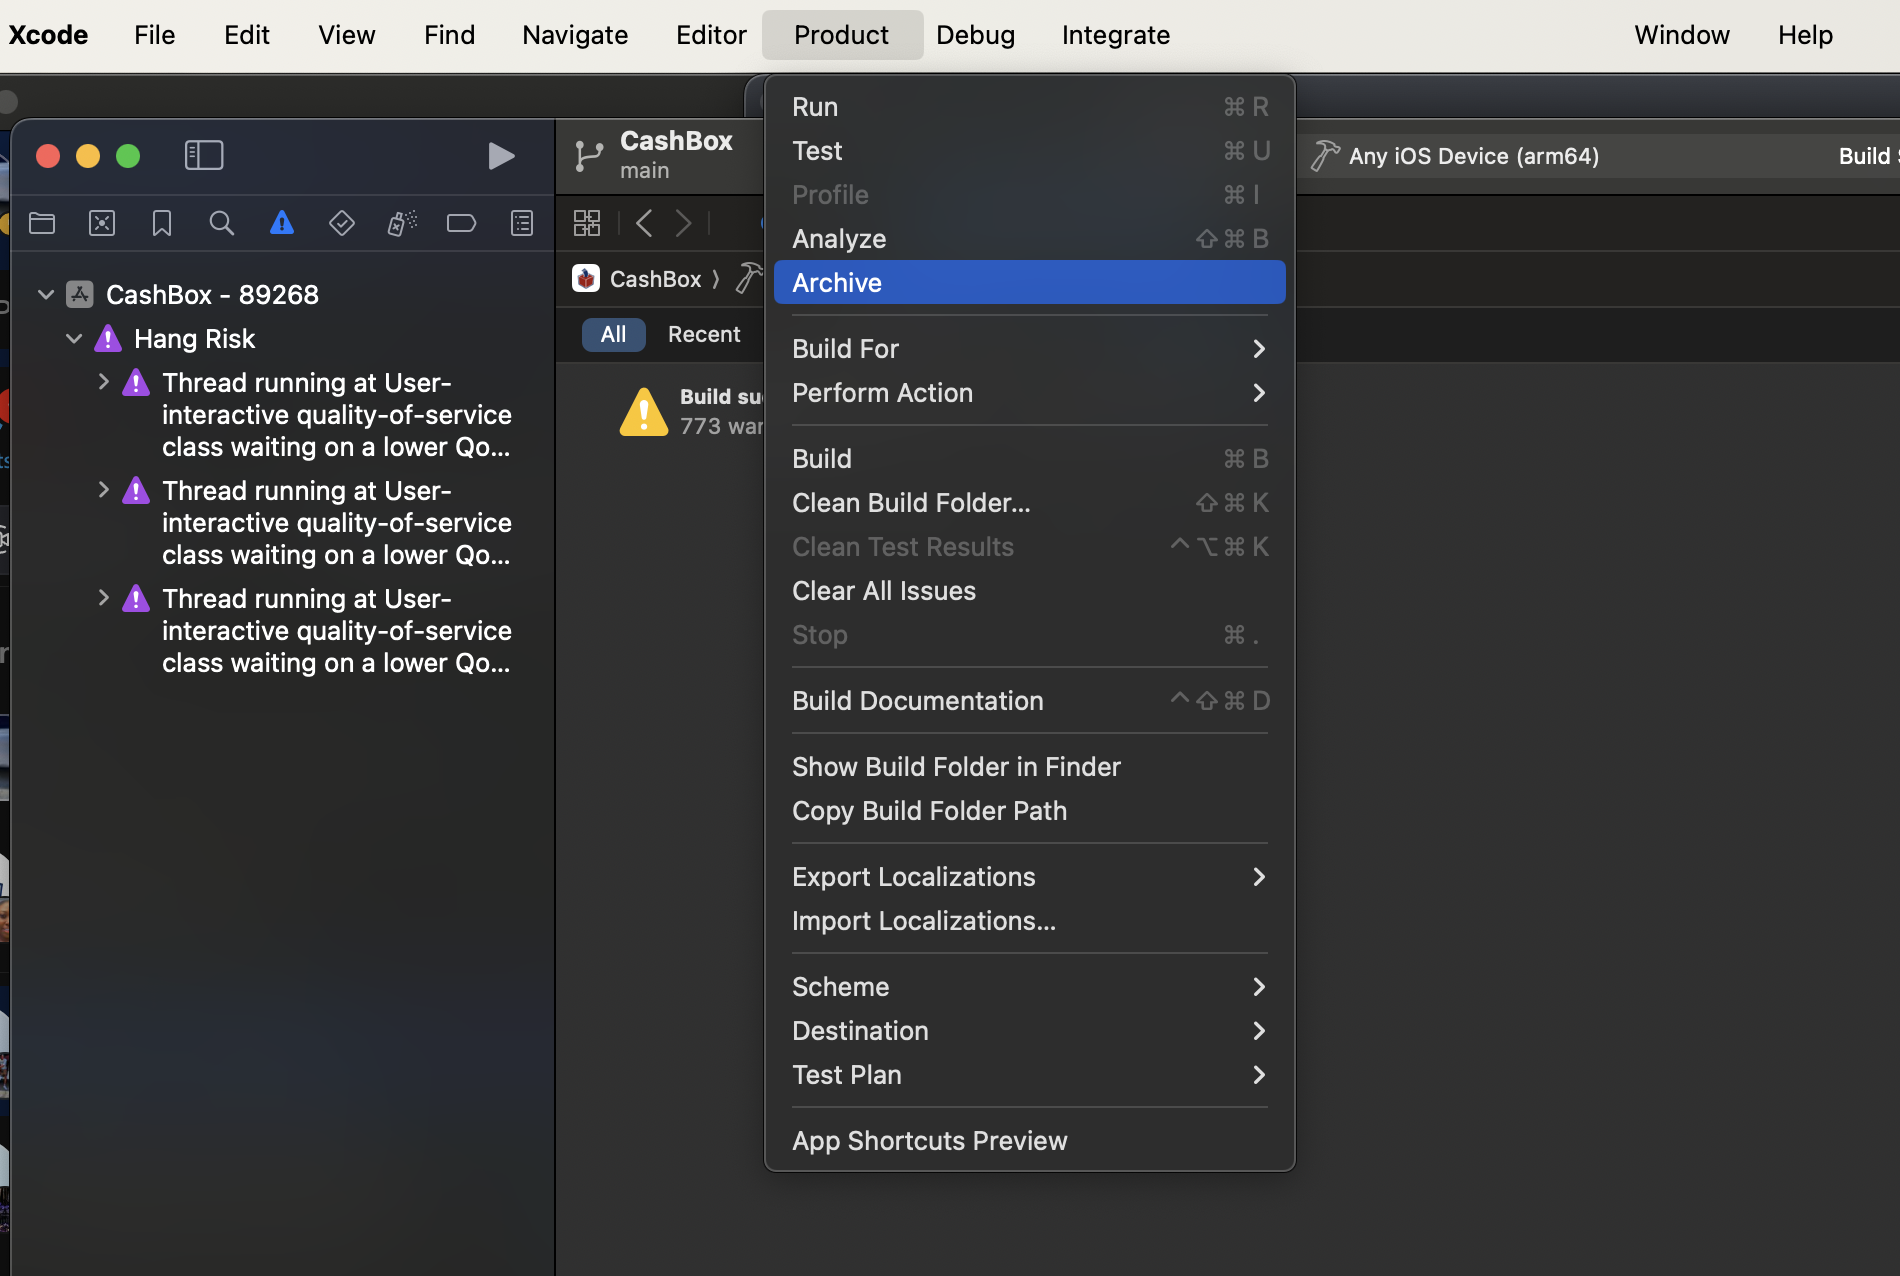 Xcode File Edit View Find Navigate Editor Product Debug Integrate Window Help
CashBox
main
Any iOS Device (arm64)
Build
CashBox
All Recent
Build su
773 war
CashBox - 89268
Hang Risk
Thread running at User-
interactive quality-of-service
class waiting on a lower Qo...
Thread running at User-
interactive quality-of-service
class waiting on a lower Qo...
Thread running at User-
interactive quality-of-service
class waiting on a lower Qo...
Run ⌘ R
Test ⌘ U
Profile ⌘ I
Analyze ⇧ ⌘ B
Archive
Build For
Perform Action
Build ⌘ B
Clean Build Folder... ⇧ ⌘ K
Clean Test Results ^ ⌥ ⌘ K
Clear All Issues
Stop ⌘ .
Build Documentation ^ ⇧ ⌘ D
Show Build Folder in Finder
Copy Build Folder Path
Export Localizations
Import Localizations...
Scheme
Destination
Test Plan
App Shortcuts Preview